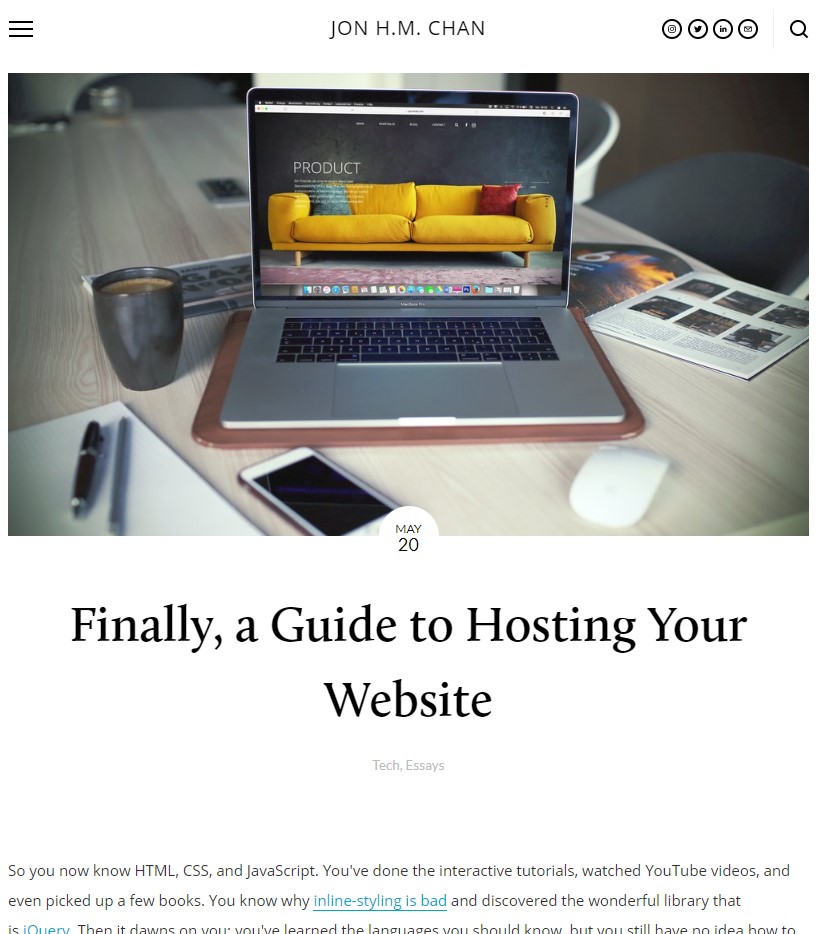 JON H.M. CHAN
PRODUCT
MacBook Pro
MAY
20
Finally, a Guide to Hosting Your
Website
Tech, Essays
So you now know HTML, CSS, and JavaScript. You've done the interactive tutorials, watched YouTube videos, and
even picked up a few books. You know why inline-styling is bad and discovered the wonderful library that
is jQuery. Then it dawns on you: you've learned the languages you should know, but you still have no idea how to